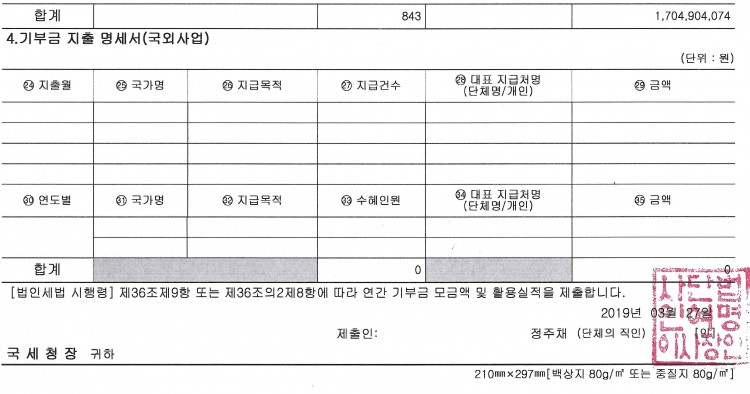 합계 843 1,704,904,074
4.기부금 지출 명세서(국외사업)
(단위 : 원)
㉔ 지출월 ㉕ 국가명 ㉖ 지급목적 ㉗ 지급건수 ㉘ 대표 지급처명 (단체명/개인) ㉙ 금액
㉚ 연도별 ㉛ 국가명 ㉜ 지급목적 ㉝ 수혜인원 ㉞ 대표 지급처명 (단체명/개인) ㉟ 금액
합계 0 0
[법인세법 시행령] 제36조제9항 또는 제36조의2제8항에 따라 연간 기부금 모금액 및 활용실적을 제출합니다.
2019년 03월 27일
제출인: 정주채 (단체의 직인) [인]
국세청장 귀하
210㎜×297㎜[백상지 80g/㎡ 또는 중질지 80g/㎡]